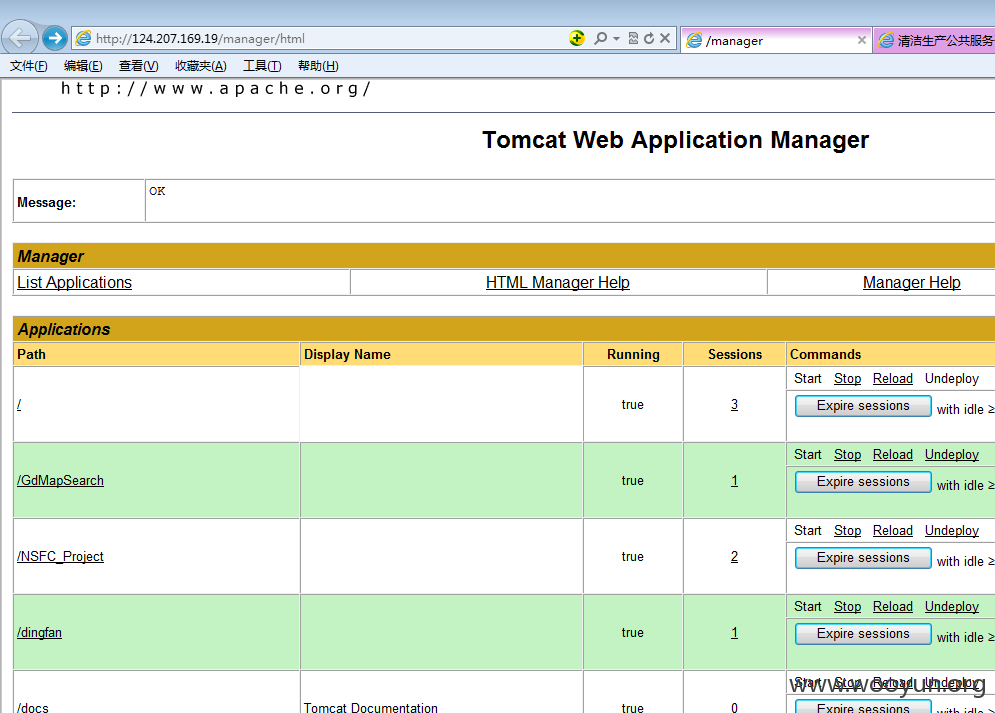 http://124.207.169.19/manager/html
/manager
清洁生产公共服务
文件(F) 编辑(E) 查看(V) 收藏夹(A) 工具(T) 帮助(H)
http://www.apache.org/
Tomcat Web Application Manager
Message: OK
Manager
List Applications HTML Manager Help Manager Help
Applications
Path Display Name Running Sessions Commands
Start Stop Reload Undeploy
/ true 3 Expire sessions with idle ≥
Start Stop Reload Undeploy
/GdMapSearch true 1 Expire sessions with idle ≥
Start Stop Reload Undeploy
/NSFC_Project true 2 Expire sessions with idle ≥
Start Stop Reload Undeploy
/dingfan true 1 Expire sessions with idle ≥
Start Stop Reload Undeploy
www.wooyun.org
/docs Tomcat Documentation true 0 Expire sessions with idle ≥